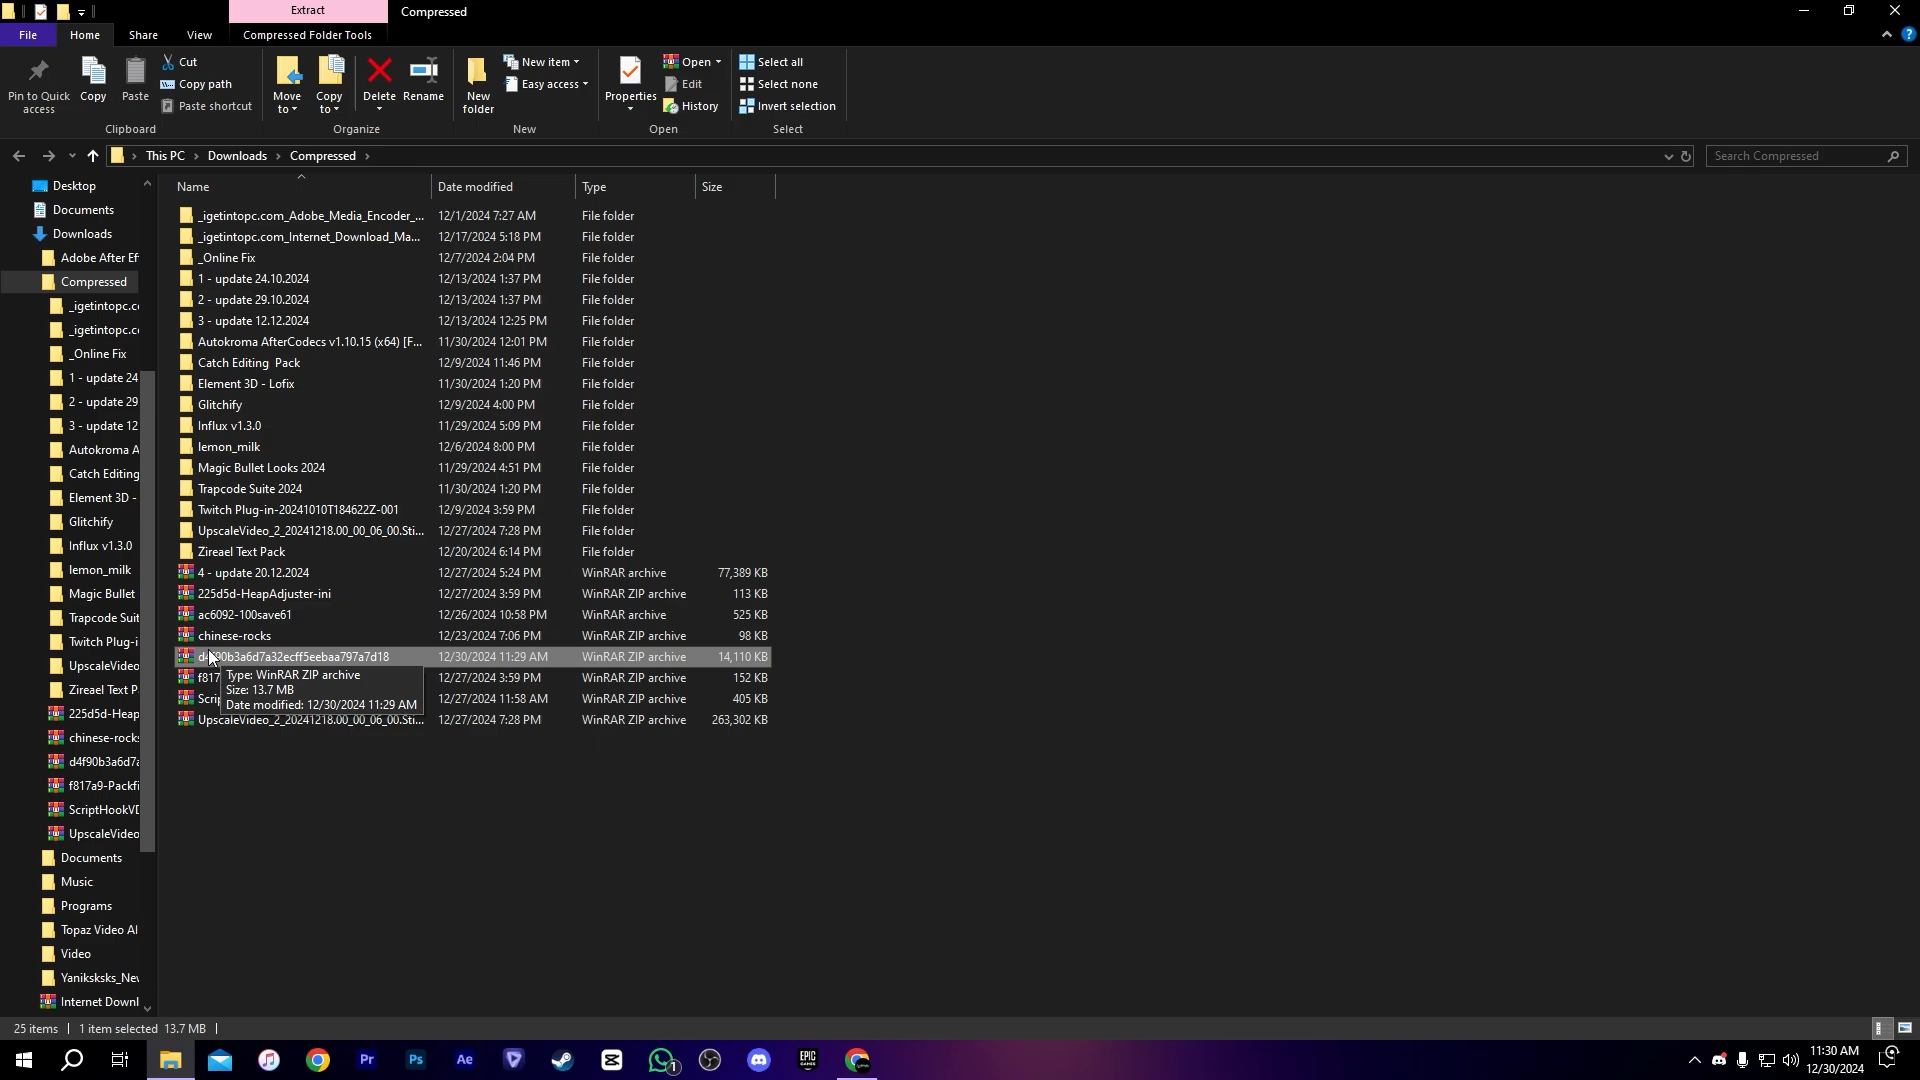 Extract
Compressed
File
Home
Share
View
Compressed Folder Tools
Pin to Quick access
Copy
Paste
Cut
Copy path
Paste shortcut
Clipboard
Move to
Copy to
Delete
Rename
Organize
New folder
New item
Easy access
New
Properties
Open
Edit
History
Open
Select all
Select none
Invert selection
Select
This PC > Downloads > Compressed >
Search Compressed
Name Date modified Type Size
Desktop
Documents
Downloads
Adobe After Ef
Compressed
_igetintopc.c
_igetintopc.c
_Online Fix
1 - update 24
2 - update 29
3 - update 12
Autokroma A
Catch Editing
Element 3D -
Glitchify
Influx v1.3.0
lemon_milk
Magic Bullet
Trapcode Suit
Twitch Plug-i
UpscaleVideo
Zireael Text P
225d5d-Heap
chinese-rocks
d4f90b3a6d7a
f817a9-Packfi
ScriptHookVD
UpscaleVideo
Documents
Music
Programs
Topaz Video AI
Video
Yaniksksks_Nev
Internet Downl
_igetintopc.com_Adobe_Media_Encoder_... 12/1/2024 7:27 AM File folder
_igetintopc.com_Internet_Download_Ma... 12/17/2024 5:18 PM File folder
_Online Fix 12/7/2024 2:04 PM File folder
1 - update 24.10.2024 12/13/2024 1:37 PM File folder
2 - update 29.10.2024 12/13/2024 1:37 PM File folder
3 - update 12.12.2024 12/13/2024 12:25 PM File folder
Autokroma AfterCodecs v1.10.15 (x64) [F... 11/30/2024 12:01 PM File folder
Catch Editing Pack 12/9/2024 11:46 PM File folder
Element 3D - Lofix 11/30/2024 1:20 PM File folder
Glitchify 12/9/2024 4:00 PM File folder
Influx v1.3.0 11/29/2024 5:09 PM File folder
lemon_milk 12/6/2024 8:00 PM File folder
Magic Bullet Looks 2024 11/29/2024 4:51 PM File folder
Trapcode Suite 2024 11/30/2024 1:20 PM File folder
Twitch Plug-in-20241010T184622Z-001 12/9/2024 3:59 PM File folder
UpscaleVideo_2_20241218.00_00_06_00.Sti... 12/27/2024 7:28 PM File folder
Zireael Text Pack 12/20/2024 6:14 PM File folder
4 - update 20.12.2024 12/27/2024 5:24 PM WinRAR archive 77,389 KB
225d5d-HeapAdjuster-ini 12/27/2024 3:59 PM WinRAR ZIP archive 113 KB
ac6092-100save61 12/26/2024 10:58 PM WinRAR archive 525 KB
chinese-rocks 12/23/2024 7:06 PM WinRAR ZIP archive 98 KB
d4f90b3a6d7a32ecff5eebaa797a7d18 12/30/2024 11:29 AM WinRAR ZIP archive 14,110 KB
f817 12/27/2024 3:59 PM WinRAR ZIP archive 152 KB
Scrip 12/27/2024 11:58 AM WinRAR ZIP archive 405 KB
UpscaleVideo_2_20241218.00_00_06_00.Sti... 12/27/2024 7:28 PM WinRAR ZIP archive 263,302 KB
Type: WinRAR ZIP archive
Size: 13.7 MB
Date modified: 12/30/2024 11:29 AM
25 items
1 item selected 13.7 MB
Pr
Ps
Ae
1
EPIC GAMES
11:30 AM
12/30/2024